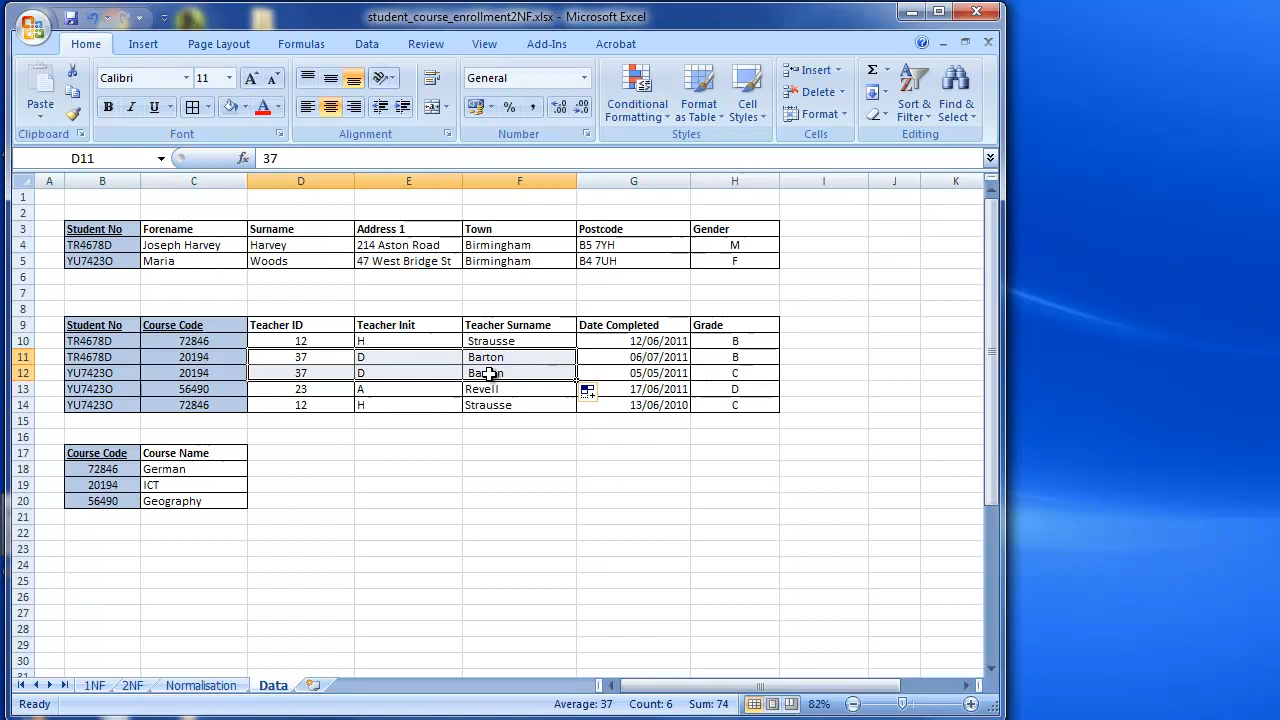 student_course_enrollment2NF.xlsx - Microsoft Excel
Home Insert Page Layout Formulas Data Review View Add-Ins Acrobat
Paste Calibri 11 General Conditional Formatting Format as Table Cell Styles Insert Delete Format Sort & Filter Find & Select
Clipboard Font Alignment Number Styles Cells Editing
D11 fx 37
A B C D E F G H I J K
1
2
3 Student No Forename Surname Address 1 Town Postcode Gender
4 TR4678D Joseph Harvey Harvey 214 Aston Road Birmingham B5 7YH M
5 YU7423O Maria Woods 47 West Bridge St Birmingham B4 7UH F
6
7
8
9 Student No Course Code Teacher ID Teacher Init Teacher Surname Date Completed Grade
10 TR4678D 72846 12 H Strausse 12/06/2011 B
11 TR4678D 20194 37 D Barton 06/07/2011 B
12 YU7423O 20194 37 D Barton 05/05/2011 C
13 YU7423O 56490 23 A Revell 17/06/2011 D
14 YU7423O 72846 12 H Strausse 13/06/2010 C
15
16
17 Course Code Course Name
18 72846 German
19 20194 ICT
20 56490 Geography
21
22
23
24
25
26
27
28
29
30
1NF 2NF Normalisation Data
Ready Average: 37 Count: 6 Sum: 74 82%